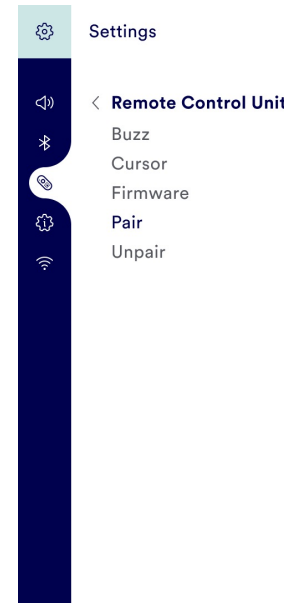 Settings
Remote Control Unit
Buzz
Cursor
Firmware
Pair
Unpair